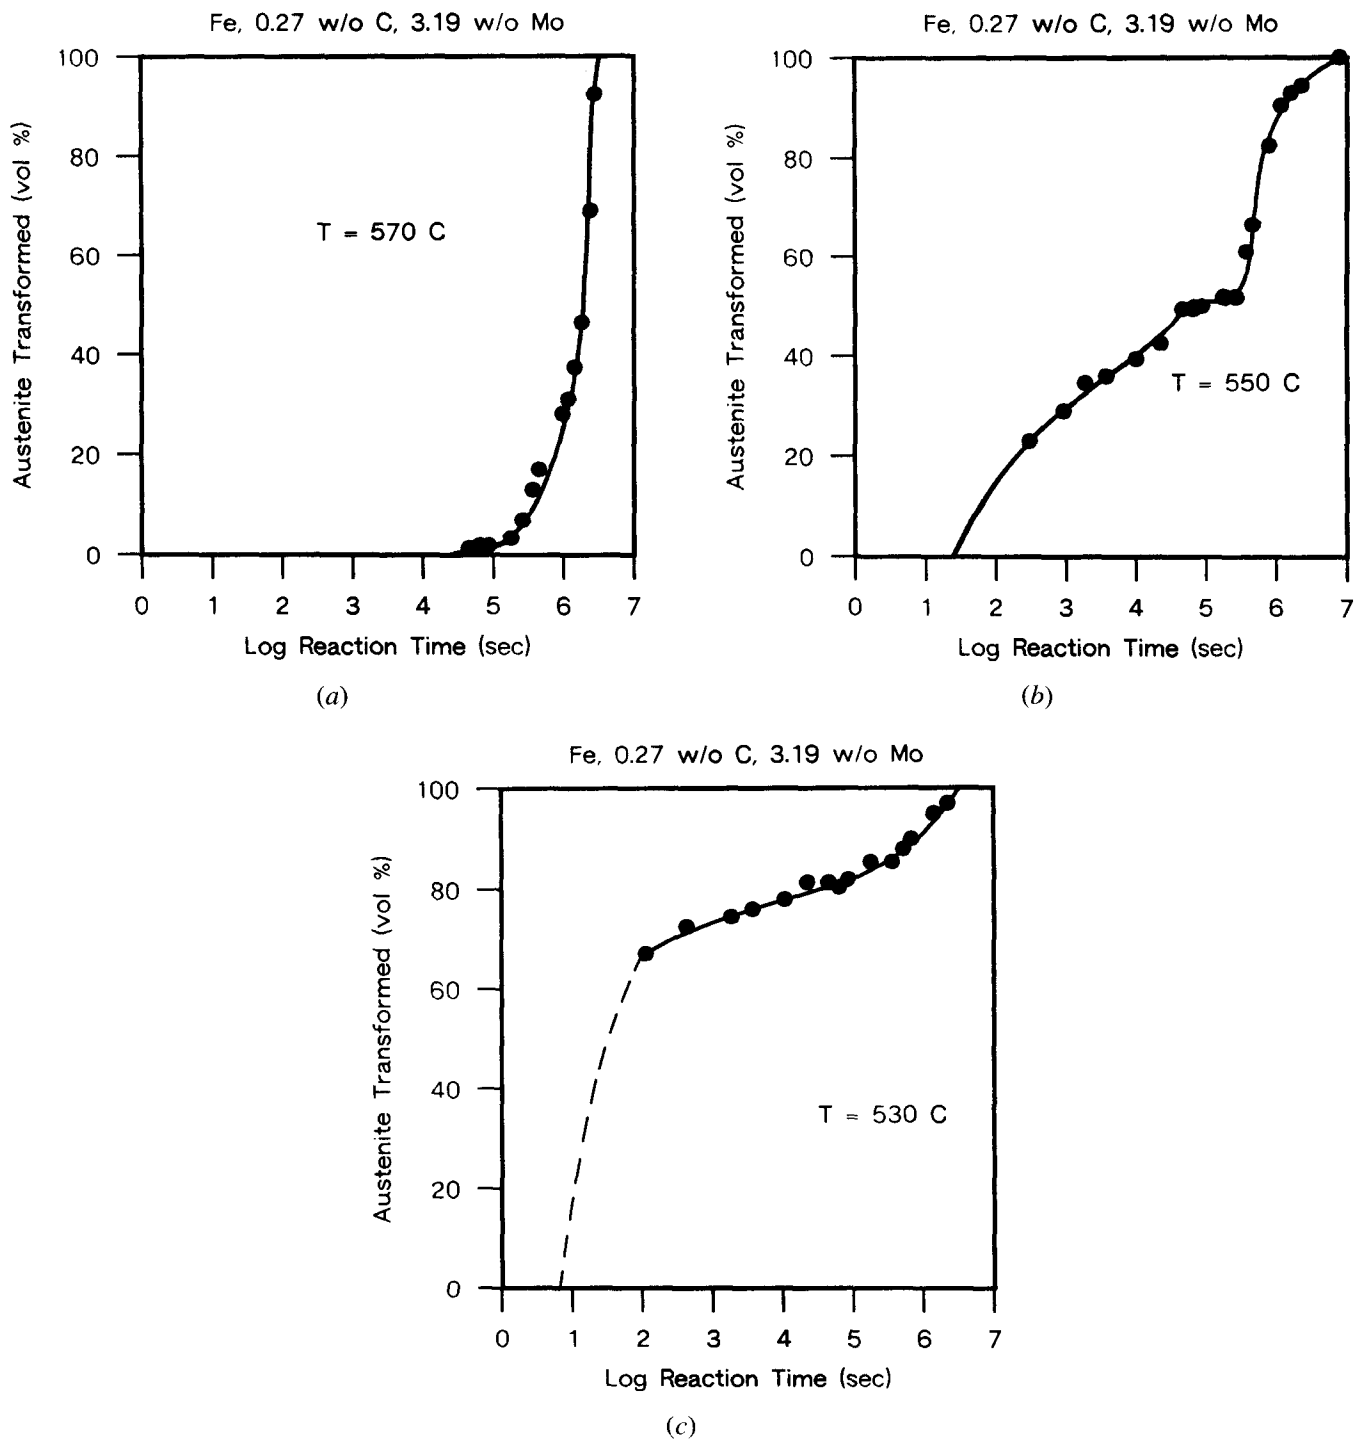 Fe, 0.27 w/o C, 3.19 w/o Mo
Austenite Transformed (vol %)
100
80
60
40
20
0
T = 570 C
0 1 2 3 4 5 6 7
Log Reaction Time (sec)
(a)
Fe, 0.27 w/o C, 3.19 w/o Mo
Austenite Transformed (vol %)
100
80
60
40
20
0
T = 550 C
0 1 2 3 4 5 6 7
Log Reaction Time (sec)
(b)
Fe, 0.27 w/o C, 3.19 w/o Mo
Austenite Transformed (vol %)
100
80
60
40
20
0
T = 530 C
0 1 2 3 4 5 6 7
Log Reaction Time (sec)
(c)